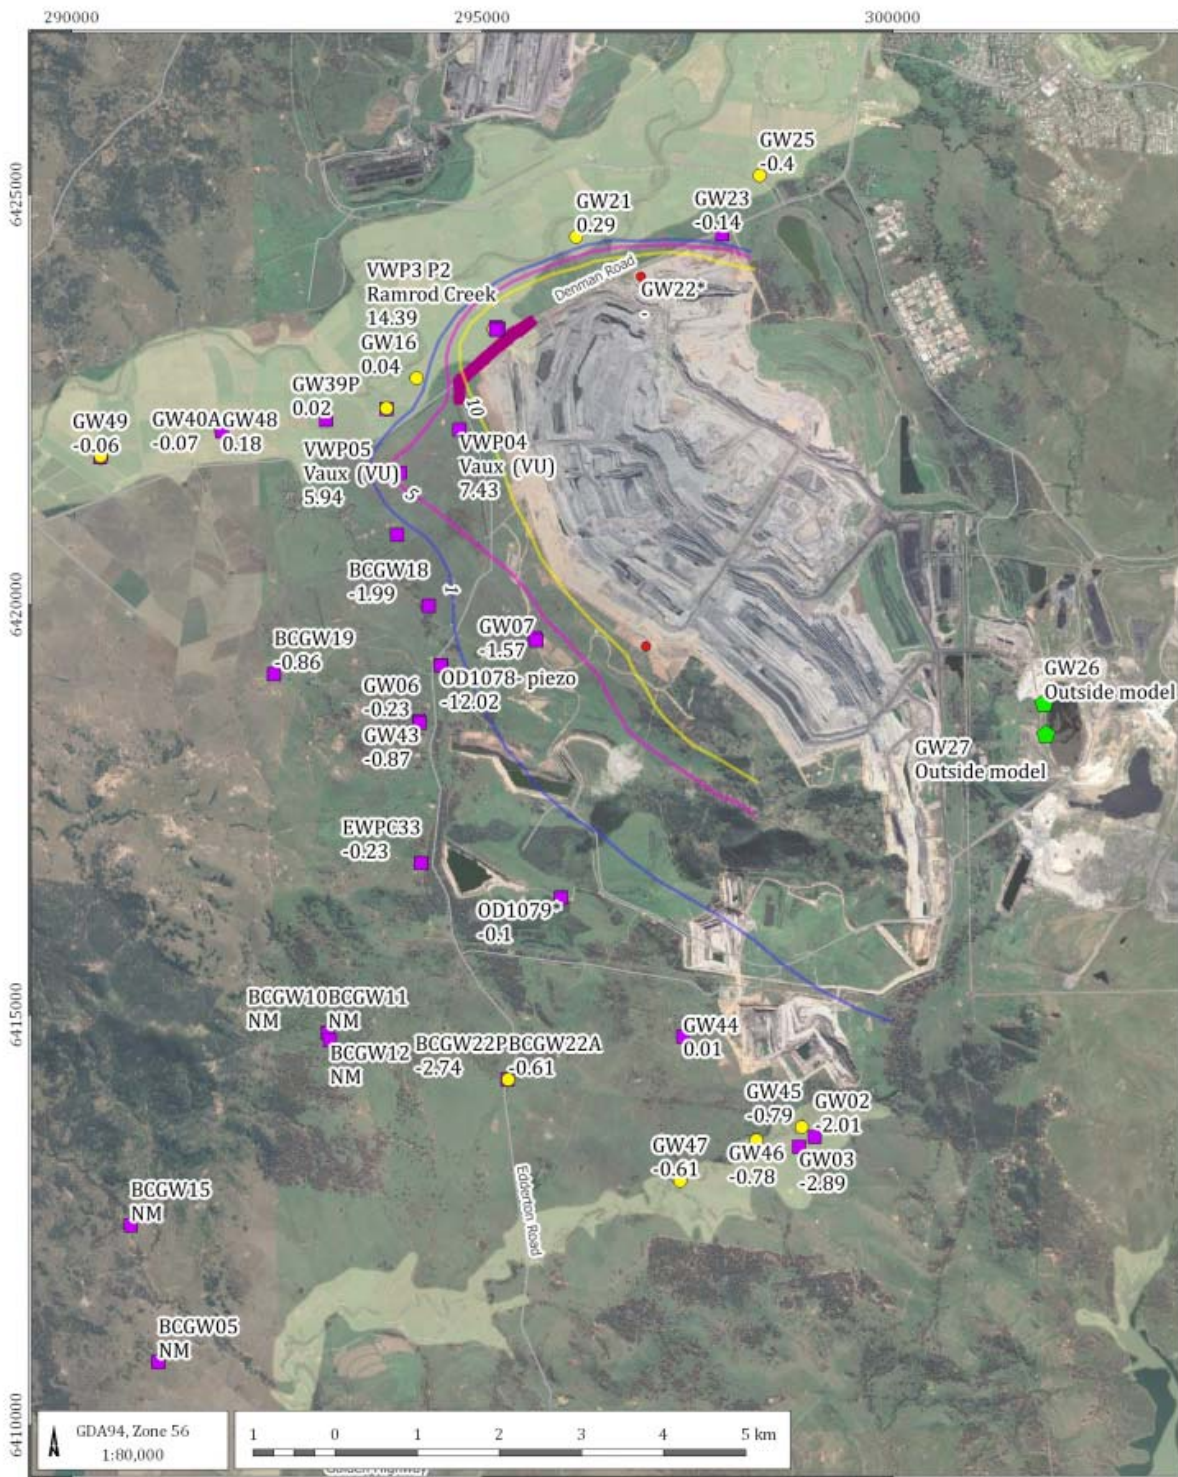 290000
295000
300000
6425000
6420000
6415000
6410000
GW25
-0.4
GW21
0.29
GW23
-0.14
VWP3 P2
Ramrod Creek
14.39
Denman Road
GW22*
-
GW16
0.04
GW39P
0.02
GW49
-0.06
GW40A
-0.07
GW48
0.18
10
VWP05
Vaux (VU)
5.94
VWP04
Vaux (VU)
7.43
5
BCGW18
-1.99
1
GW07
-1.57
BCGW19
-0.86
OD1078- piezo
-12.02
GW06
-0.23
GW43
-0.87
GW26
Outside model
GW27
Outside model
EWPC33
-0.23
OD1079*
-0.1
BCGW10
NM
BCGW11
NM
BCGW12
NM
BCGW22P
-2.74
BCGW22A
-0.61
GW44
0.01
GW45
-0.79
GW02
-2.01
GW47
-0.61
GW46
-0.78
GW03
-2.89
Edderton Road
BCGW15
NM
BCGW05
NM
GDA94, Zone 56
1:80,000
1 0 1 2 3 4 5 km
Golden Highway